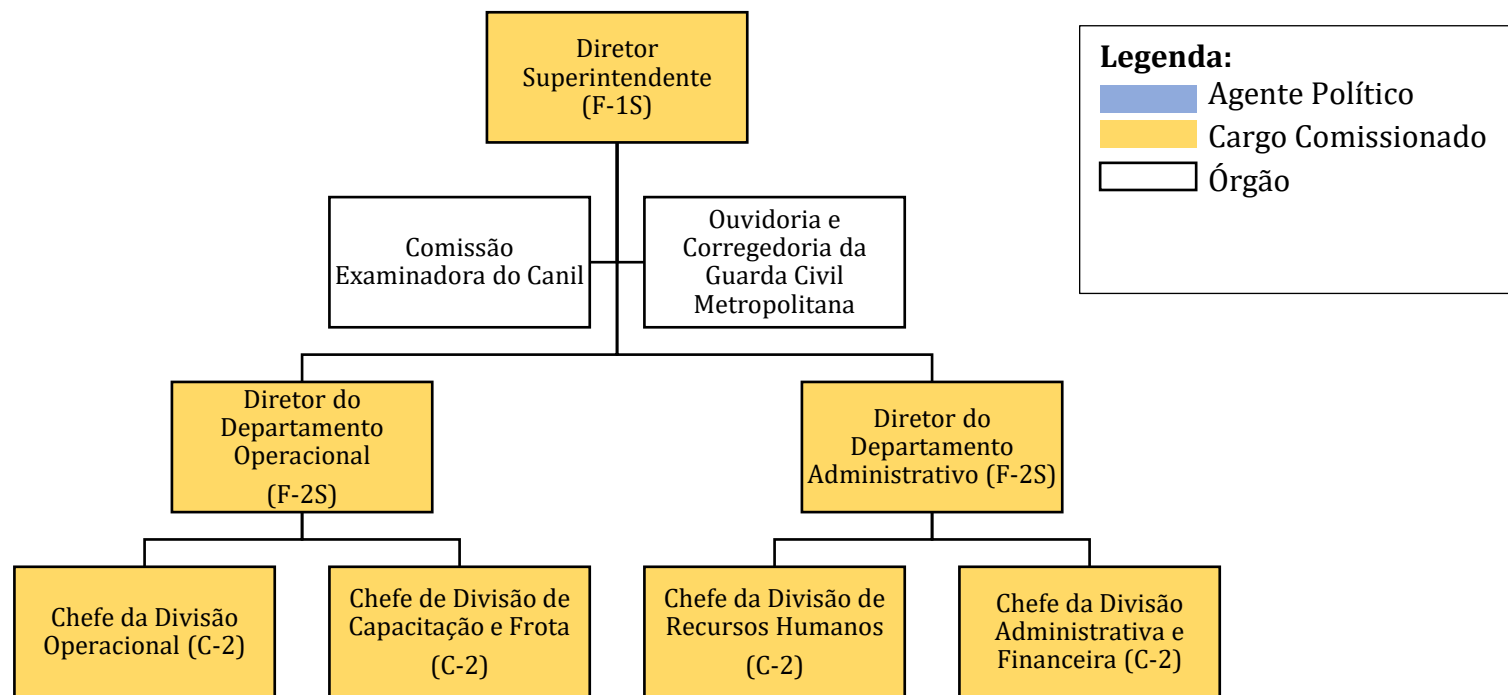 Diretor
Superintendente
(F-1S)
Legenda:
Agente Político
Cargo Comissionado
Órgão
Comissão
Examinadora do Canil
Ouvidoria e
Corregedoria da
Guarda Civil
Metropolitana
Diretor do
Departamento
Operacional
(F-2S)
Diretor do
Departamento
Administrativo (F-2S)
Chefe da Divisão
Operacional (C-2)
Chefe de Divisão de
Capacitação e Frota
(C-2)
Chefe da Divisão de
Recursos Humanos
(C-2)
Chefe da Divisão
Administrativa e
Financeira (C-2)